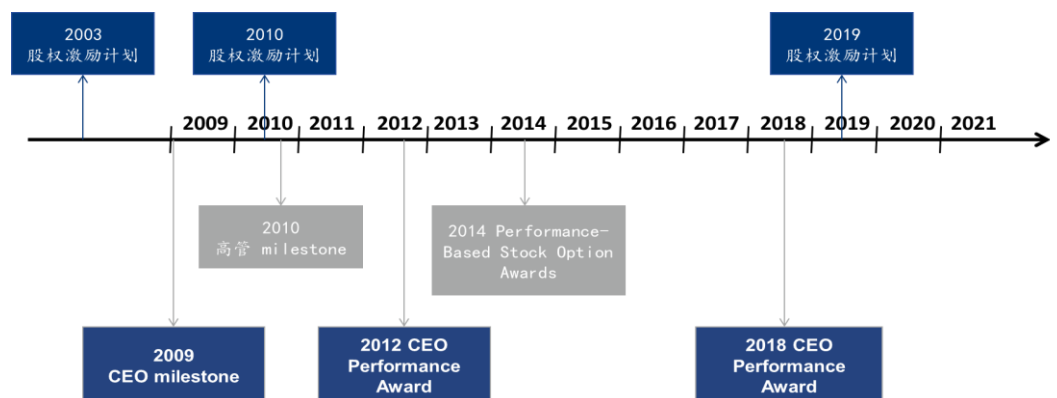 2003
股权激励计划
2010
股权激励计划
2019
股权激励计划
2009 2010 2011 2012 2013 2014 2015 2016 2017 2018 2019 2020 2021
2010
高管 milestone
2014 Performance-
Based Stock Option
Awards
2009
CEO milestone
2012 CEO
Performance
Award
2018 CEO
Performance
Award